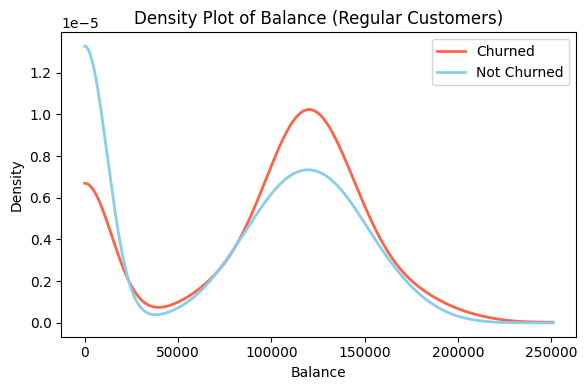 Density Plot of Balance (Regular Customers)
1e−5
Churned
Not Churned
1.2
1.0
0.8
0.6
0.4
0.2
0.0
Density
0
50000
100000
150000
200000
250000
Balance